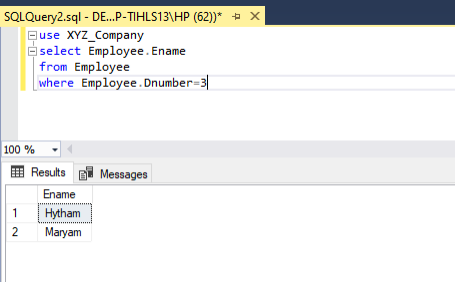 SQLQuery2.sql - DE...P-TIHLS13\HP (62))*
use XYZ_Company
select Employee.Ename
from Employee
where Employee.Dnumber=3
100 %
Results Messages
Ename
1 Hytham
2 Maryam